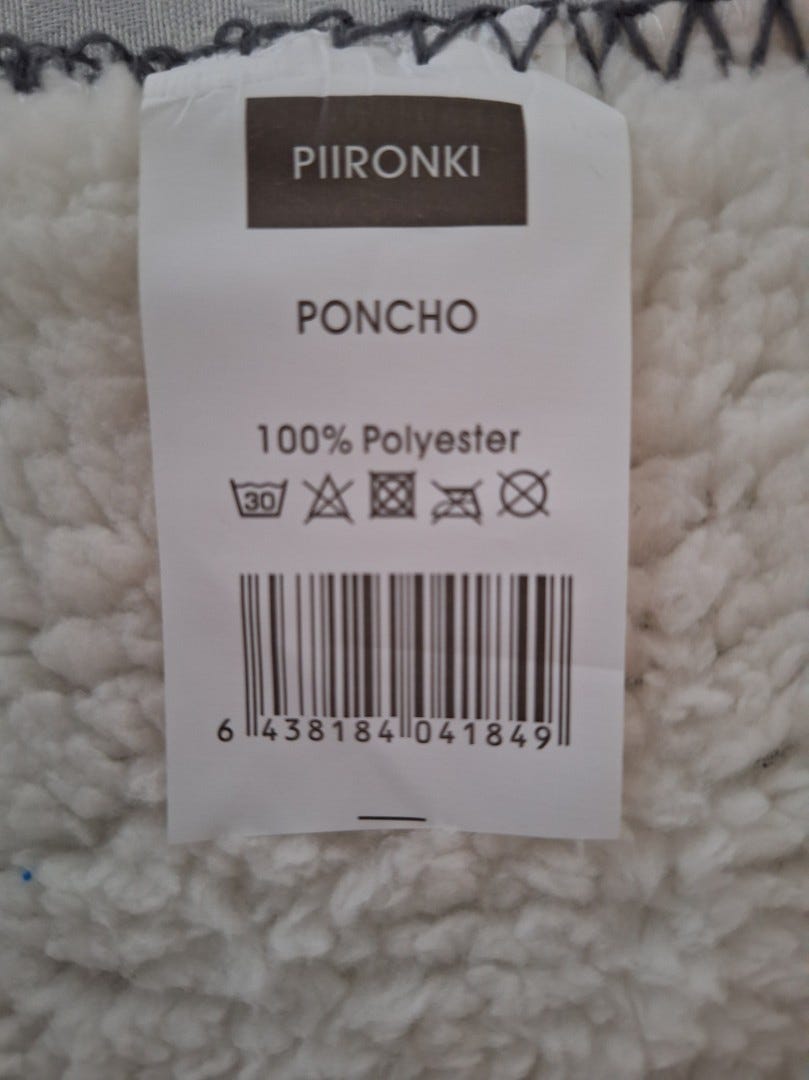 PIIRONKI
PONCHO
100% Polyester
30
6 438184 041849